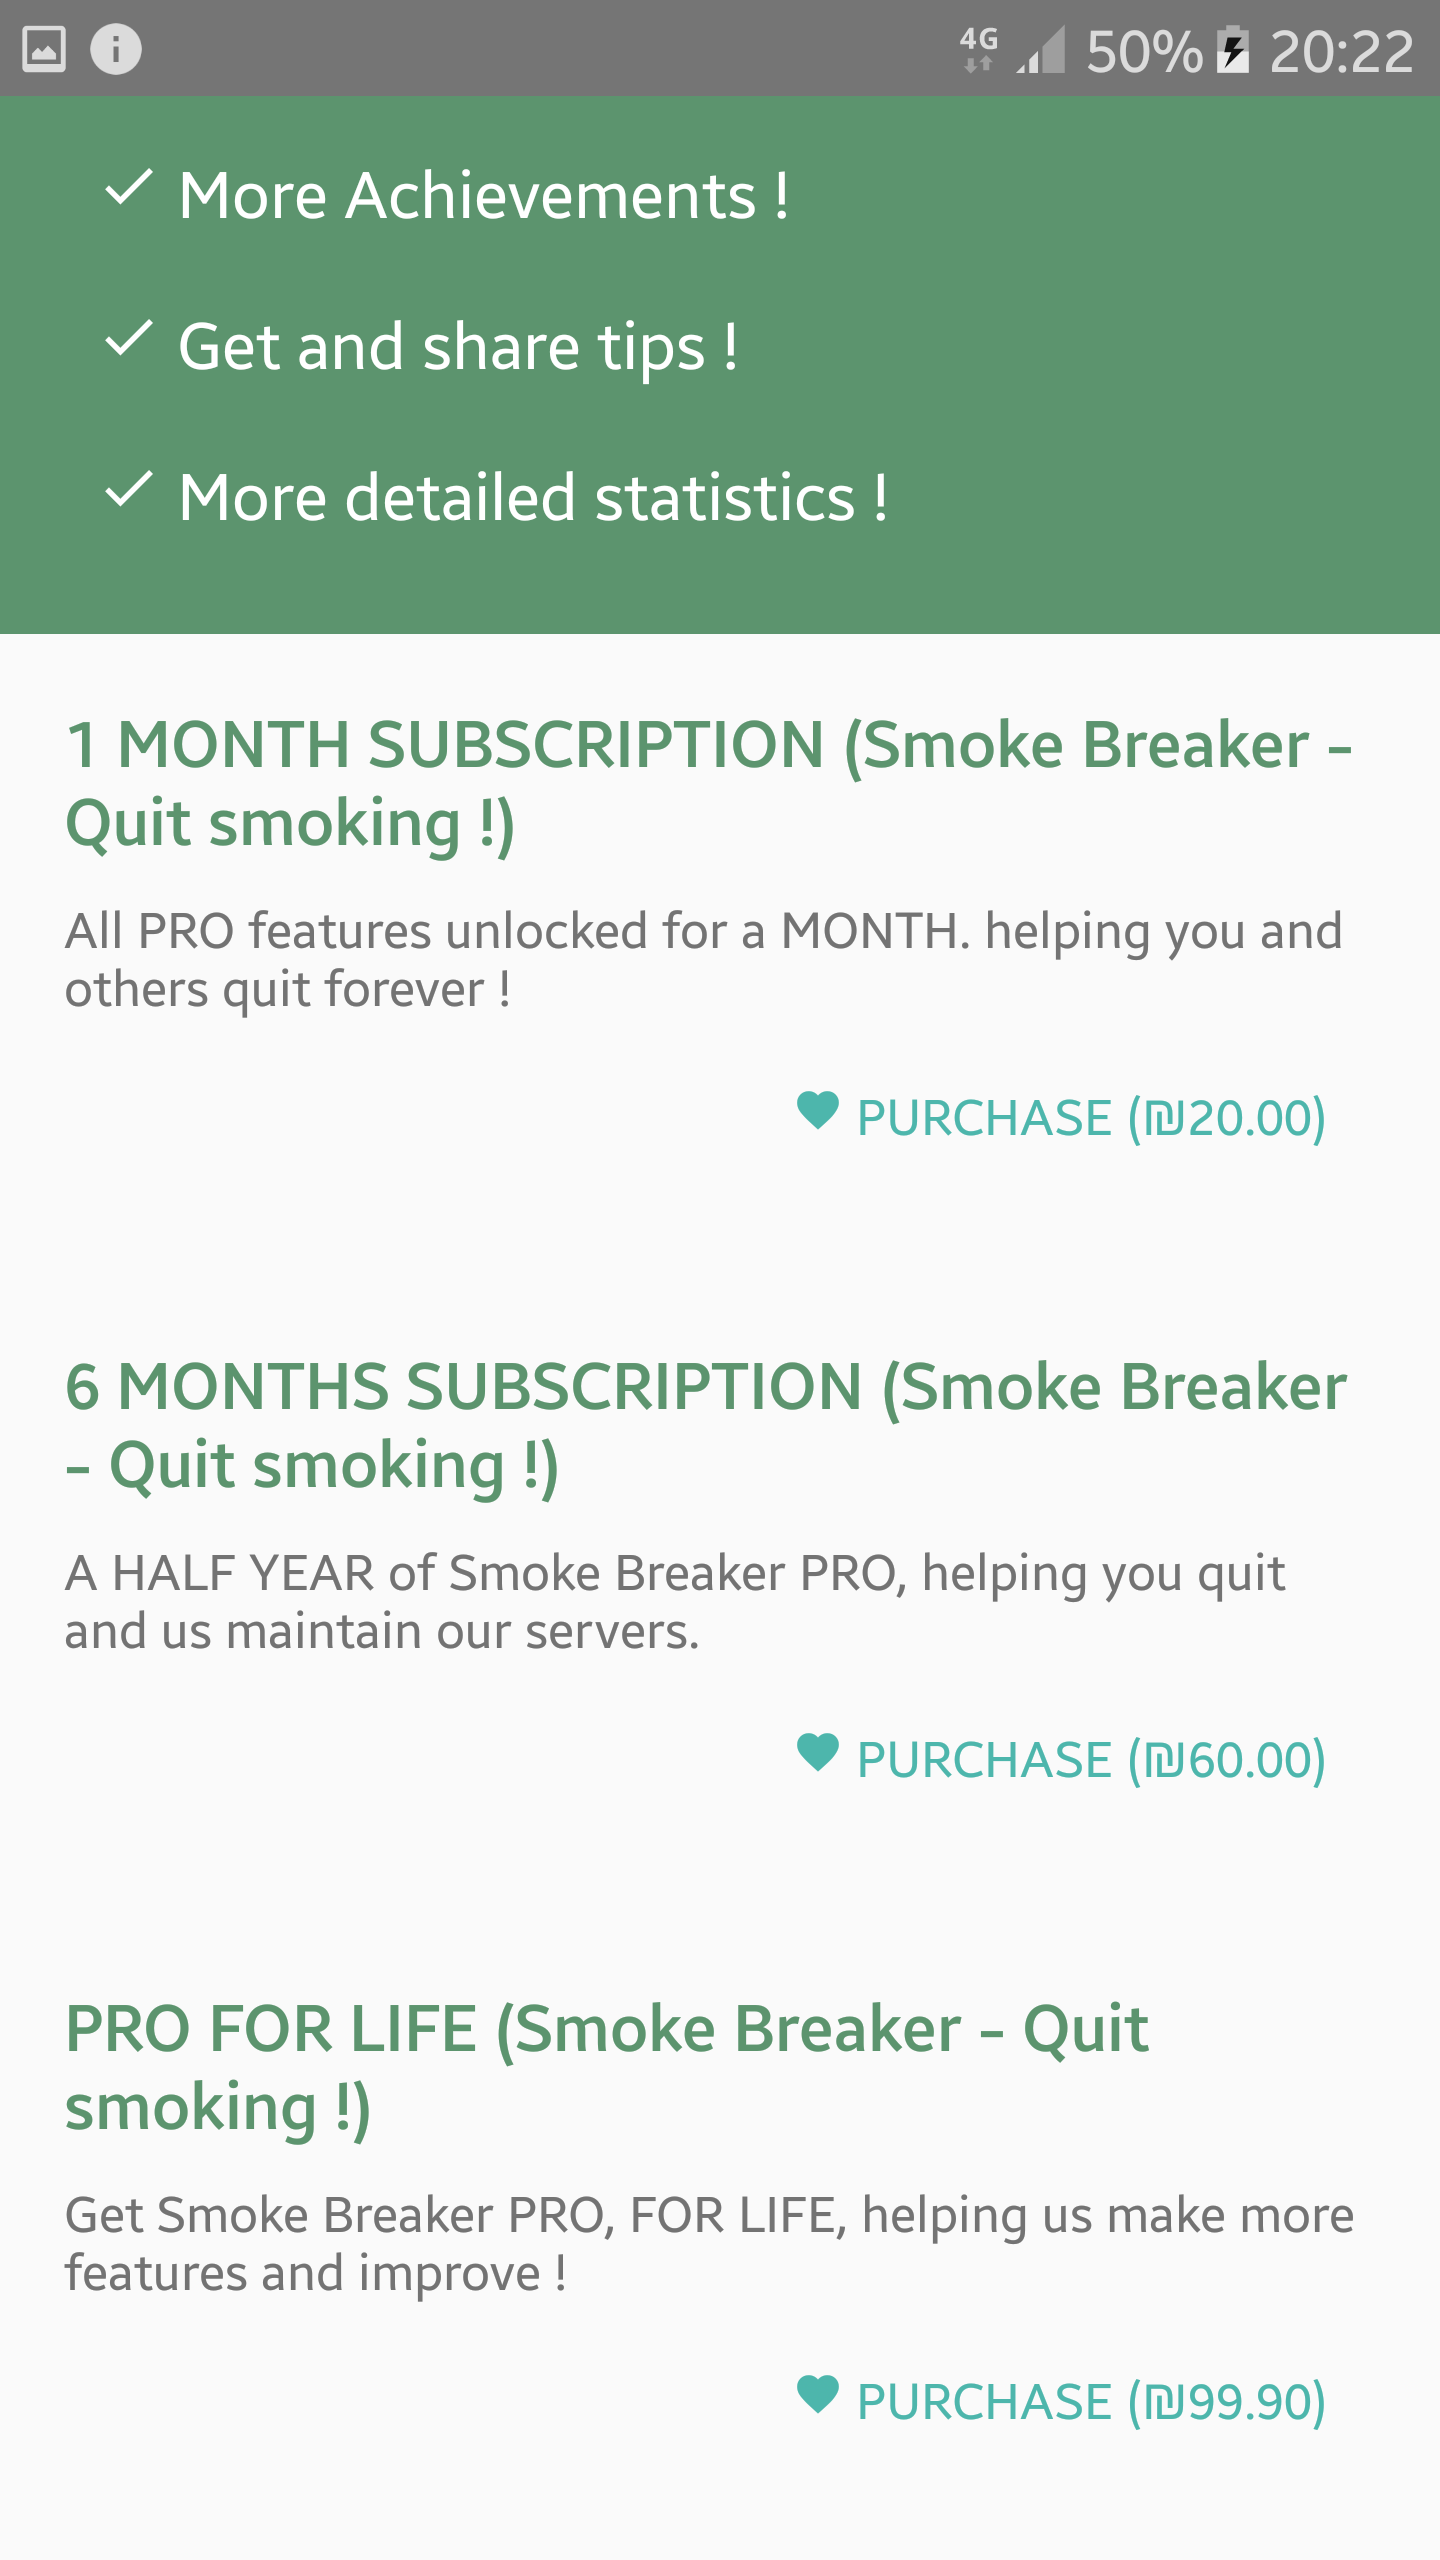 4G 50% 20:22
More Achievements !
Get and share tips !
More detailed statistics !
1 MONTH SUBSCRIPTION (Smoke Breaker -
Quit smoking !)
All PRO features unlocked for a MONTH. helping you and
others quit forever !
PURCHASE (₪20.00)
6 MONTHS SUBSCRIPTION (Smoke Breaker
- Quit smoking !)
A HALF YEAR of Smoke Breaker PRO, helping you quit
and us maintain our servers.
PURCHASE (₪60.00)
PRO FOR LIFE (Smoke Breaker - Quit
smoking !)
Get Smoke Breaker PRO, FOR LIFE, helping us make more
features and improve !
PURCHASE (₪99.90)